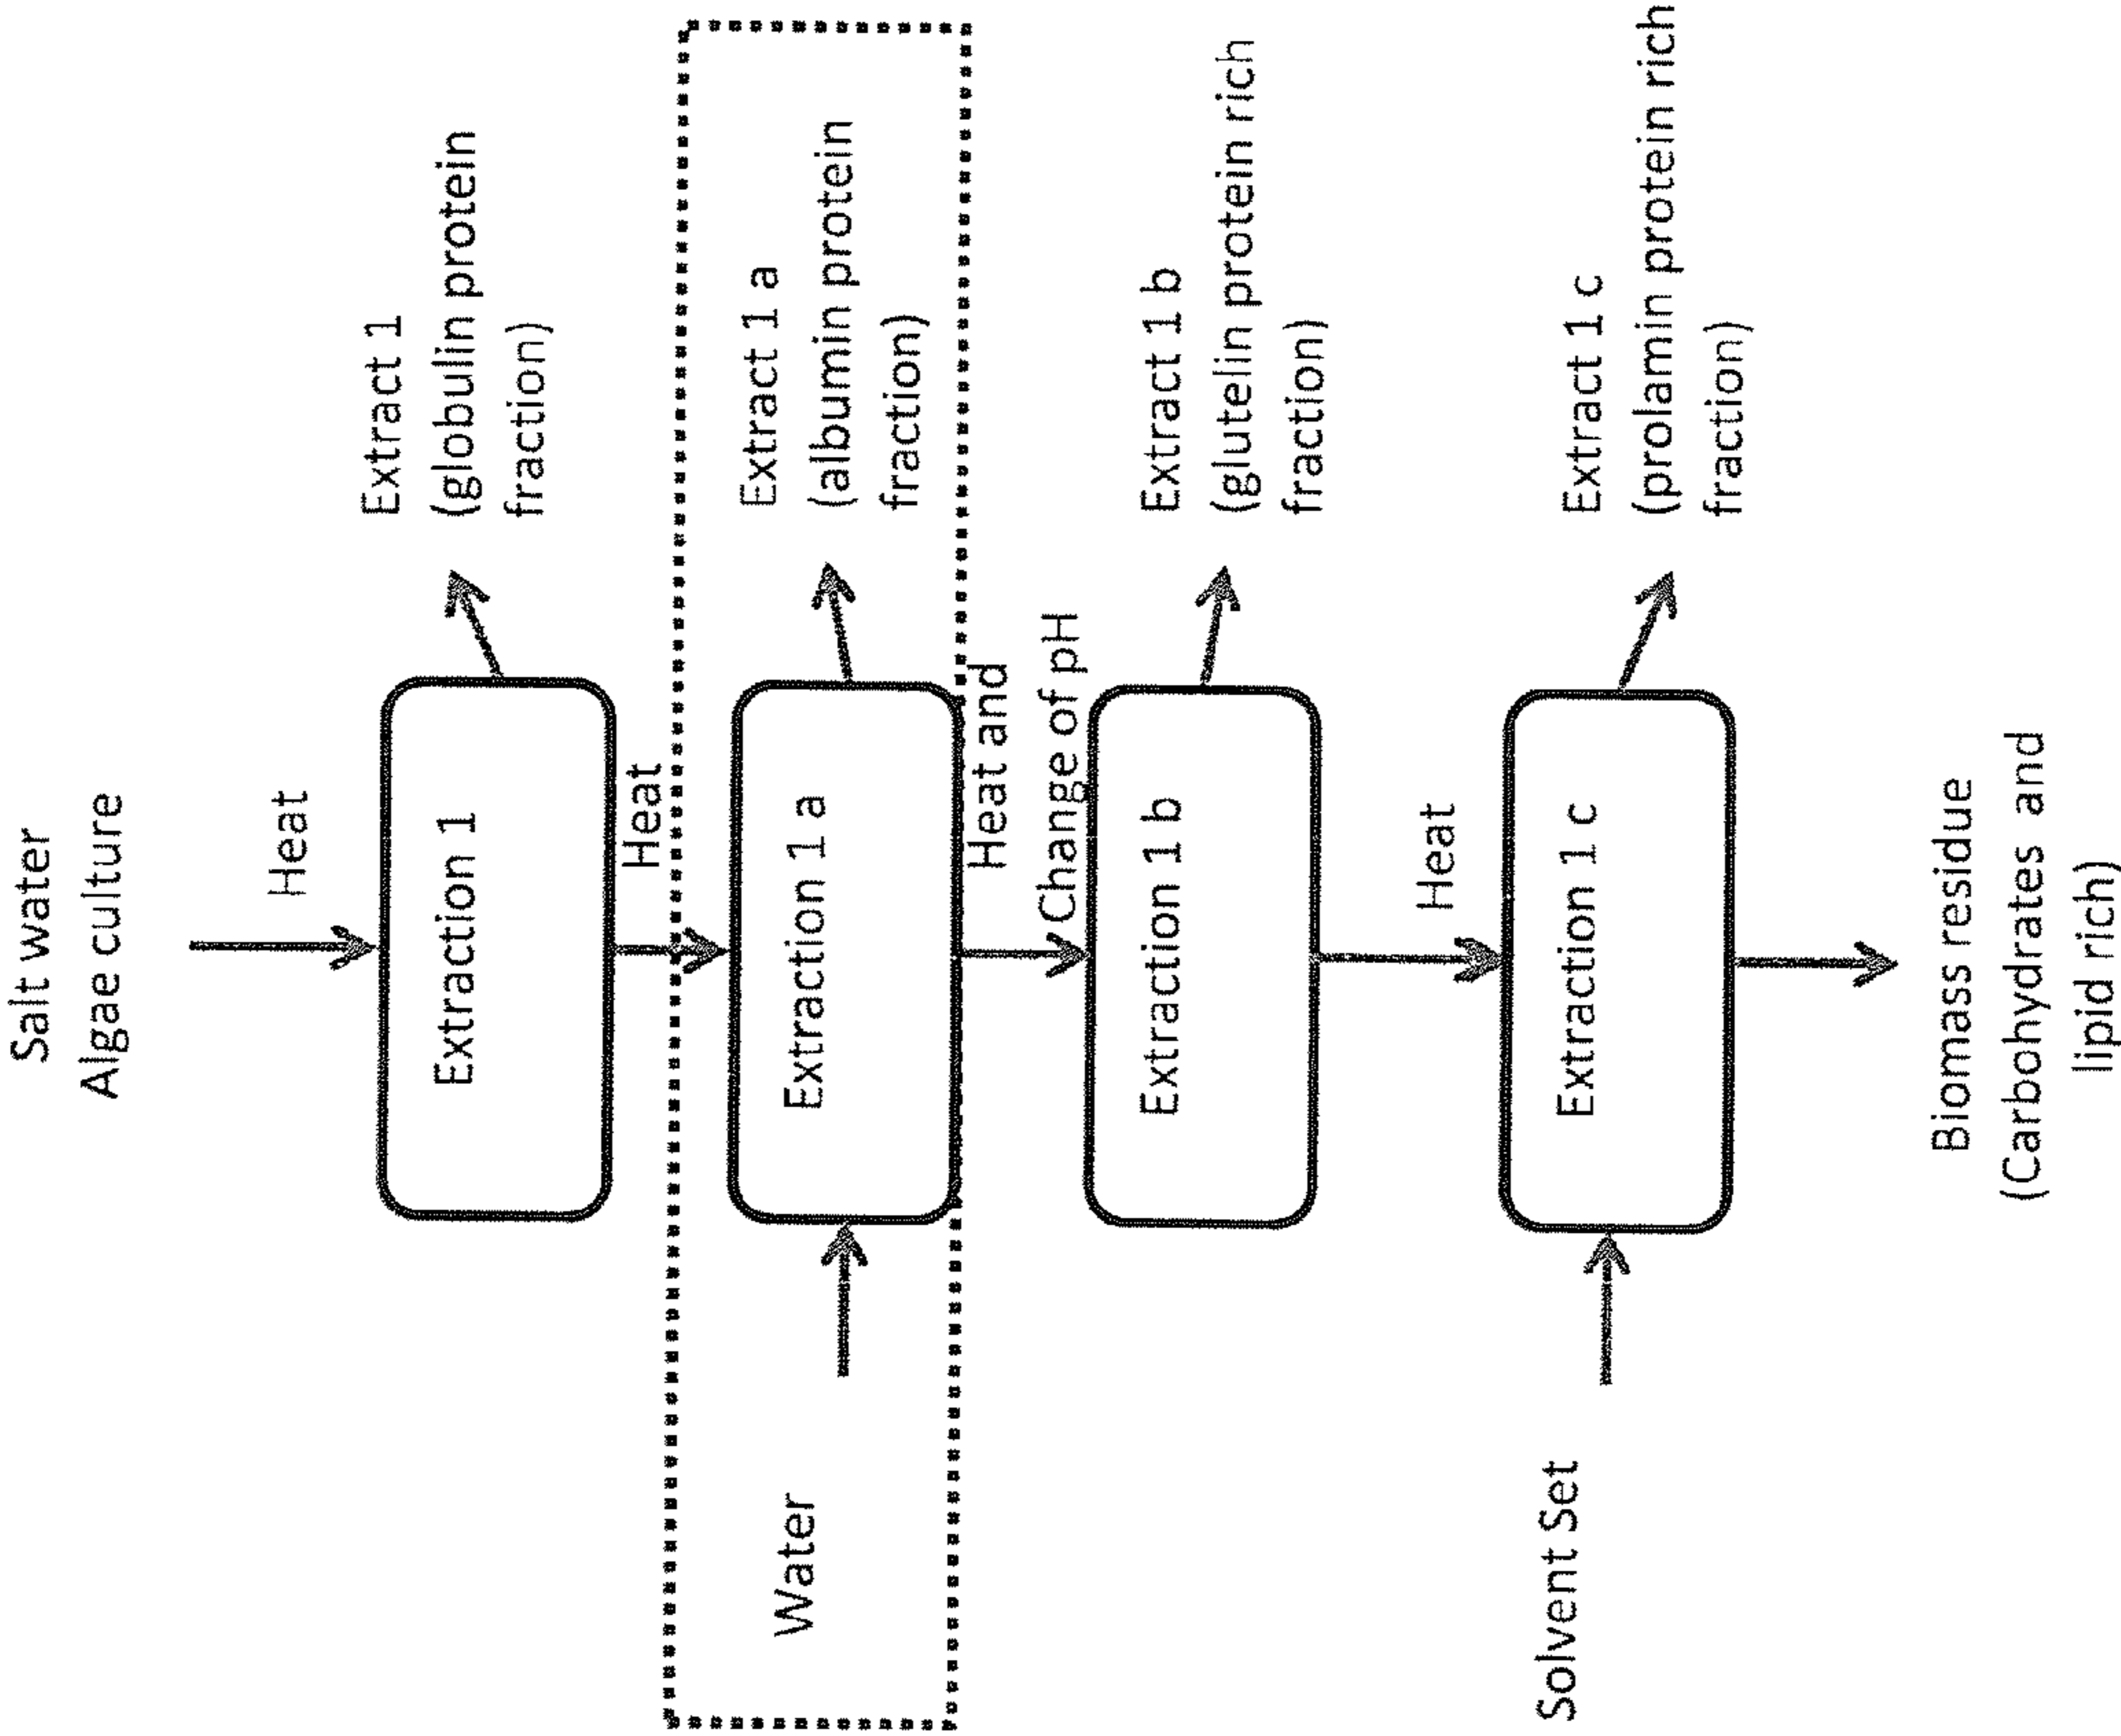 Salt water
Algae culture
Heat
Extraction 1
Extract 1
(globulin protein
fraction)
Heat
Water
Extraction 1 a
Extract 1 a
(albumin protein
fraction)
Heat and
Change of pH
Extraction 1 b
Extract 1 b
(glutelin protein rich
fraction)
Heat
Solvent Set
Extraction 1 c
Extract 1 c
(prolamin protein rich
fraction)
Biomass residue
(Carbohydrates and
lipid rich)